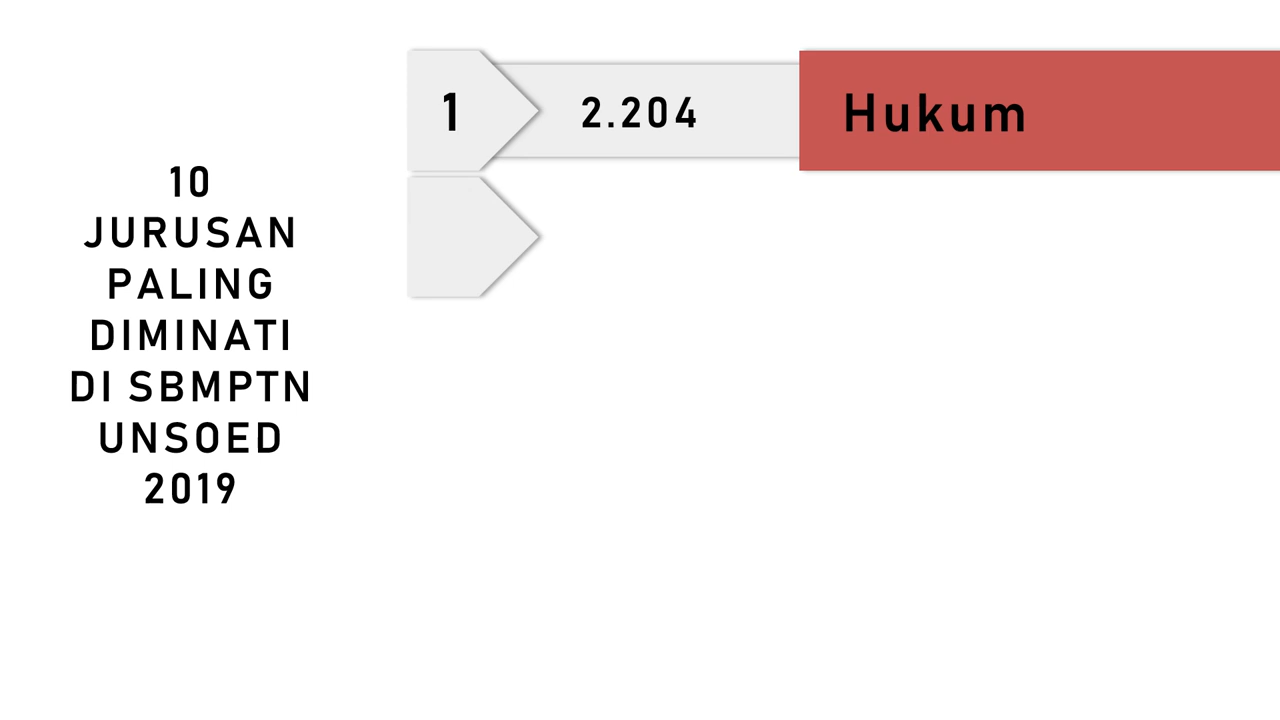 10
JURUSAN
PALING
DIMINATI
DI SBMPTN
UNSOED
2019
1 2.204 Hukum